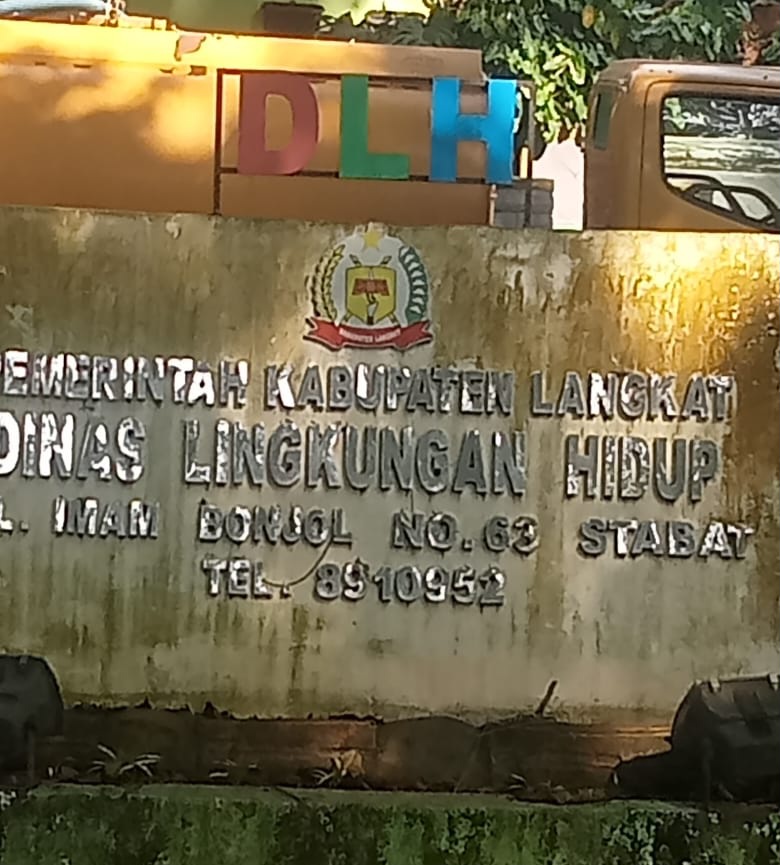 DLH
PEMERINTAH KABUPATEN LANGKAT
DINAS LINGKUNGAN HIDUP
L. IMAM BONJOL NO. 63 STABAT
TEL. 8910952